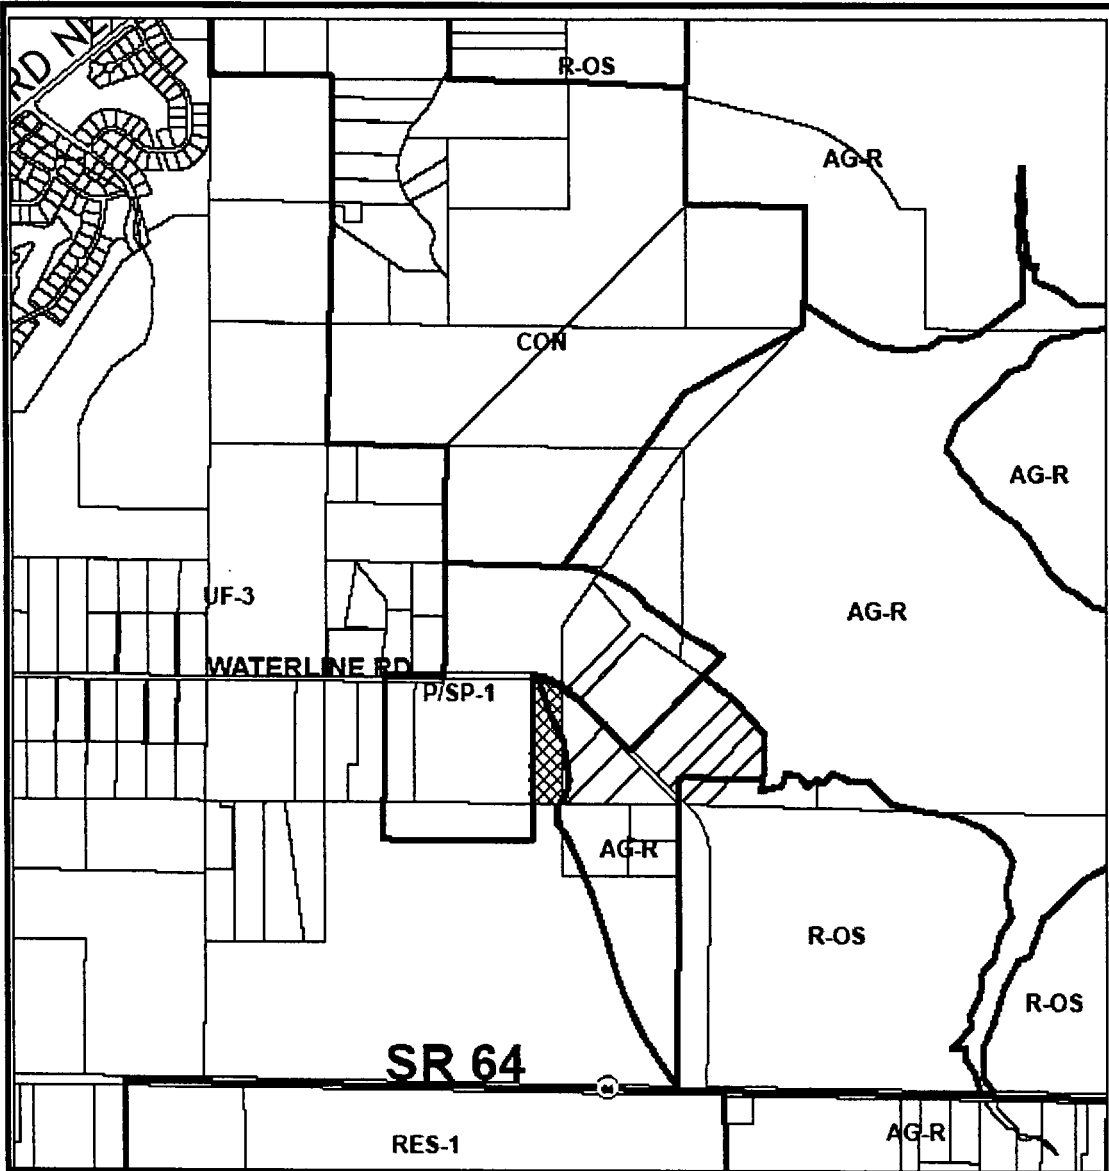 RD NE
R-OS
AG-R
CON
AG-R
UF-3
AG-R
WATERLINE RD
P/SP-1
AG-R
R-OS
R-OS
SR 64
64
RES-1
AG-R